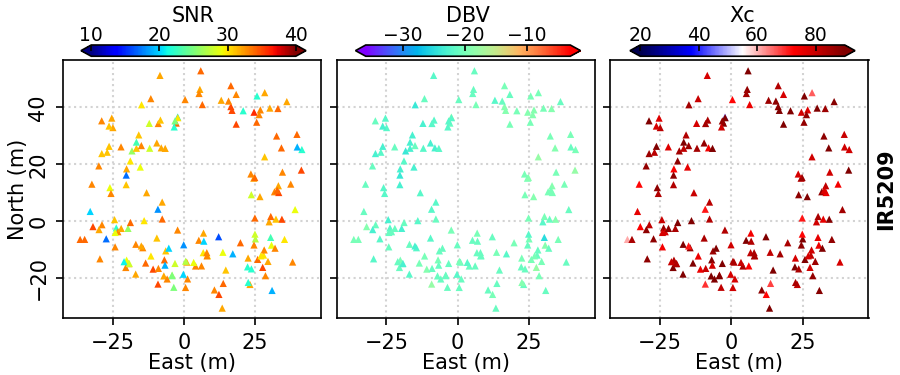 SNR DBV Xc
10 20 30 40 −30 −20 −10 20 40 60 80
North (m)
40
20
0
−20
IR5209
−25 0 25 −25 0 25 −25 0 25
East (m) East (m) East (m)